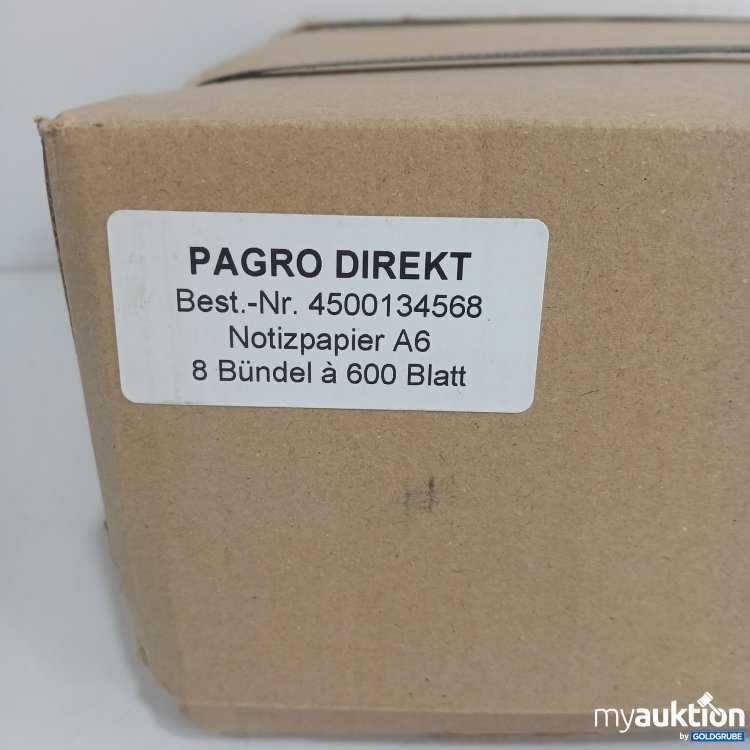 PAGRO DIREKT
Best.-Nr. 4500134568
Notizpapier A6
8 Bündel à 600 Blatt
myauktion
by GOLDGRUBE